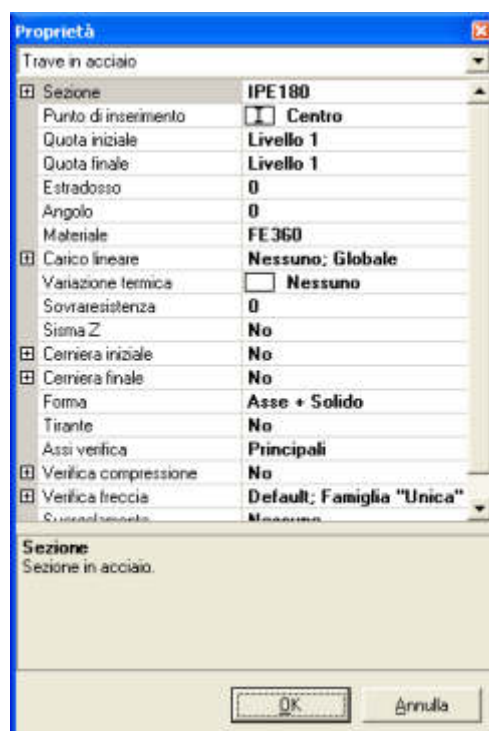 Proprietà
Trave in acciaio
Sezione IPE180
Punto di inserimento Centro
Quota iniziale Livello 1
Quota finale Livello 1
Estradosso 0
Angolo 0
Materiale FE360
Carico lineare Nessuno; Globale
Variazione termica Nessuno
Sovraresistenza 0
Sisma Z No
Cerniera iniziale No
Cerniera finale No
Forma Asse + Solido
Tirante No
Assi verifica Principali
Verifica compressione No
Verifica freccia Default; Famiglia "Unica"
Nessuno
Sezione
Sezione in acciaio.
OK Annulla